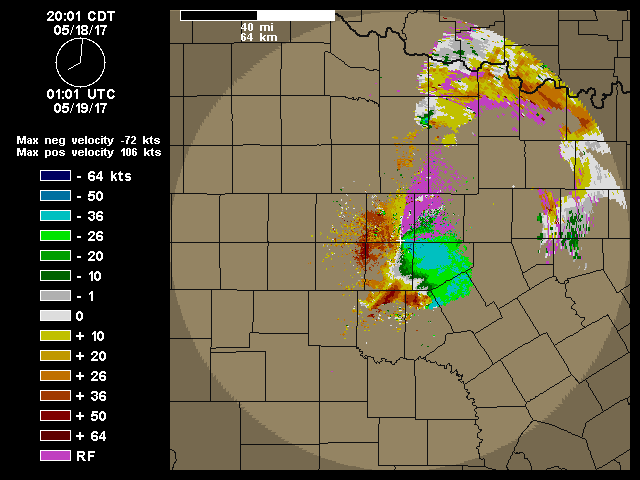 20:01 CDT
05/18/17
01:01 UTC
05/19/17
40 mi
64 km
Max neg velocity -72 kts
Max pos velocity 106 kts
- 64 kts
- 50
- 36
- 26
- 20
- 10
- 1
0
+ 10
+ 20
+ 26
+ 36
+ 50
+ 64
RF